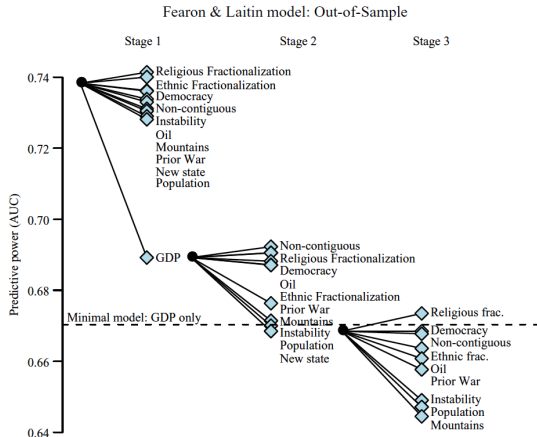 Fearon & Laitin model: Out-of-Sample
Stage 1
Stage 2
Stage 3
Predictive power (AUC)
0.74
0.72
0.70
0.68
0.66
0.64
Religious Fractionalization
Ethnic Fractionalization
Democracy
Non-contiguous
Instability
Oil
Mountains
Prior War
New state
Population
GDP
Non-contiguous
Religious Fractionalization
Democracy
Oil
Ethnic Fractionalization
Prior War
Mountains
Instability
Population
New state
Minimal model: GDP only
Religious frac.
Democracy
Non-contiguous
Ethnic frac.
Oil
Prior War
Instability
Population
Mountains